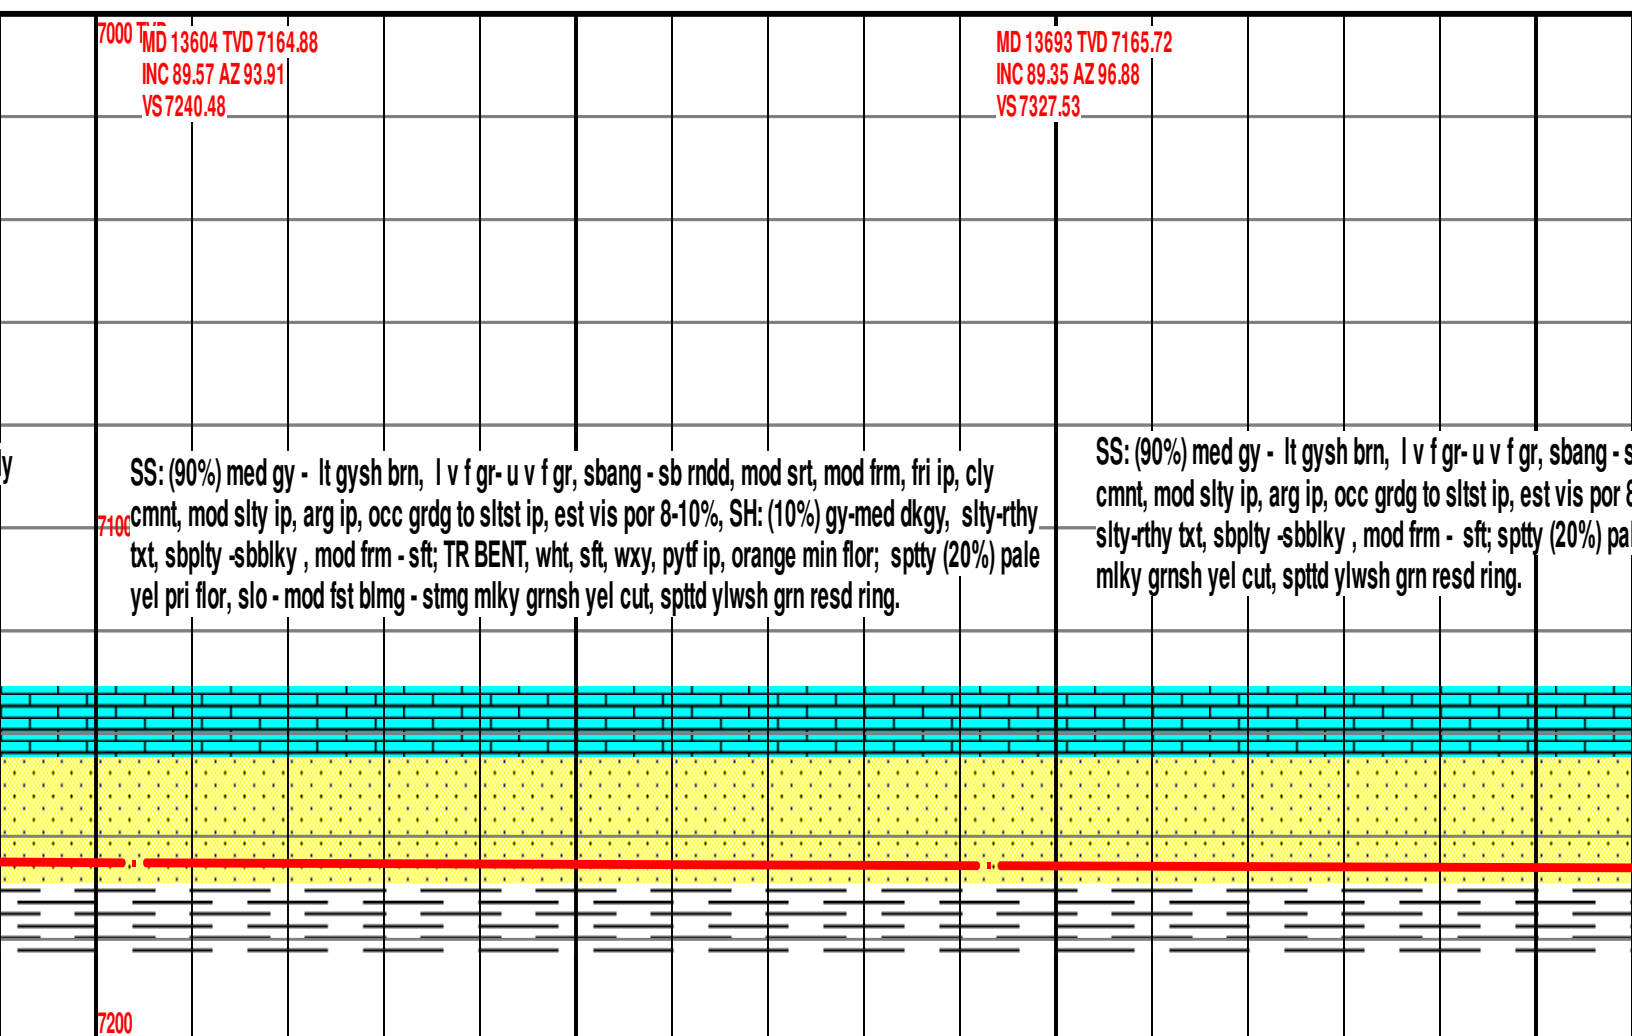 7000
MD 13604 TVD 7164.88
INC 89.57 AZ 93.91
VS 7240.48
MD 13693 TVD 7165.72
INC 89.35 AZ 96.88
VS 7327.53
SS: (90%) med gy - lt gysh brn, l v f gr- u v f gr, sbang - sb rndd, mod srt, mod frm, fri ip, cly
cmnt, mod slty ip, arg ip, occ grdg to sltst ip, est vis por 8-10%, SH: (10%) gy-med dkgy, slty-rthy
txt, sbplty -sbblky , mod frm - sft; TR BENT, wht, sft, wxy, pytf ip, orange min flor; sptty (20%) pale
yel pri flor, slo - mod fst blmg - stmg mlky grnsh yel cut, spttd ylwsh grn resd ring.
SS: (90%) med gy - lt gysh brn, l v f gr- u v f gr, sbang -
cmnt, mod slty ip, arg ip, occ grdg to sltst ip, est vis por
slty-rthy txt, sbplty -sbblky , mod frm - sft; sptty (20%)
mlky grnsh yel cut, spttd ylwsh grn resd ring.
7100
7200